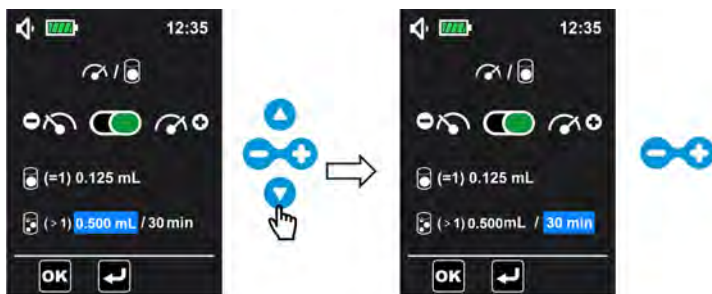 12:35
/
(=1) 0.125 mL
(>1) 0.500 mL / 30 min
OK
12:35
/
(=1) 0.125 mL
(>1) 0.500mL / 30 min
OK